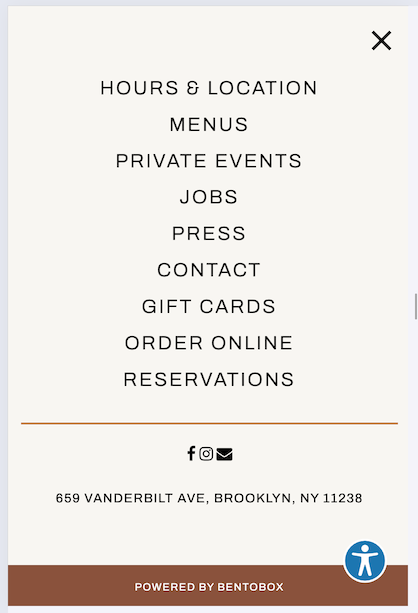 HOURS & LOCATION
MENUS
PRIVATE EVENTS
JOBS
PRESS
CONTACT
GIFT CARDS
ORDER ONLINE
RESERVATIONS
659 VANDERBILT AVE, BROOKLYN, NY 11238
POWERED BY BENTOBOX